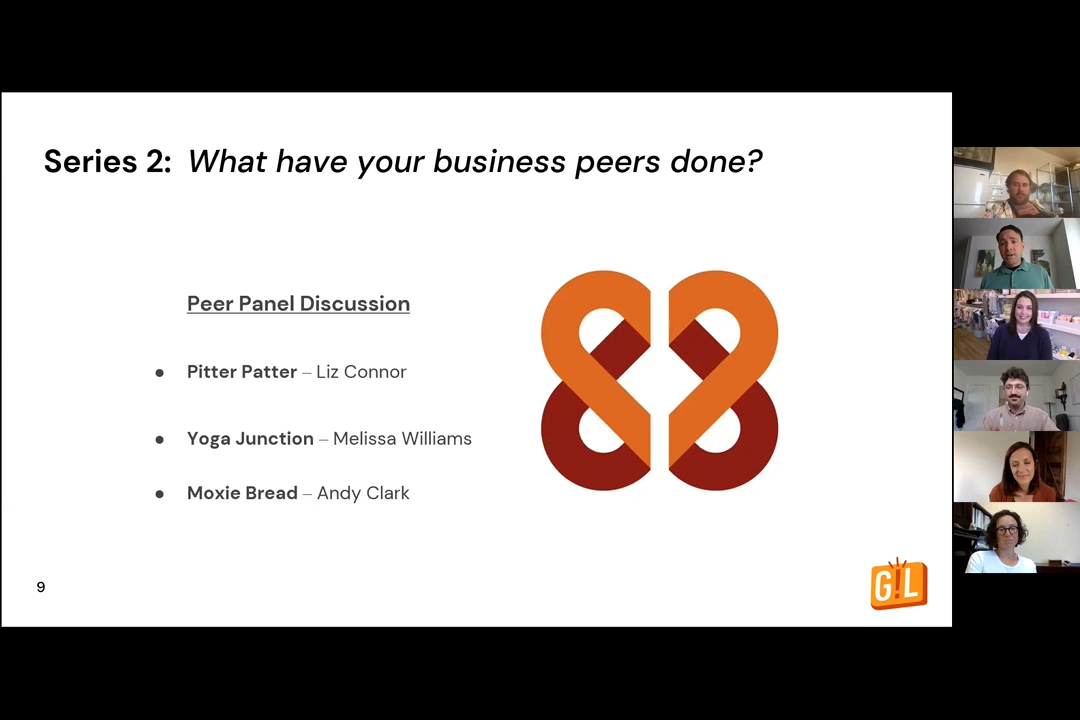 Series 2: What have your business peers done?
Peer Panel Discussion
● Pitter Patter – Liz Connor
● Yoga Junction – Melissa Williams
● Moxie Bread – Andy Clark
9
G!L